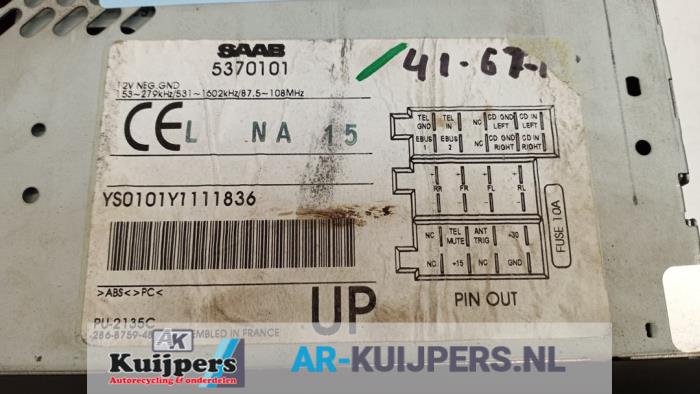 SAAB
5370101
41-67-1
12V NEG.GND
153~279kHz/531~1602kHz/87.5~108MHz
CE L NA 15
YS0101Y1111836
>ABS<>PC<
UP
PU-2135C
ASSEMBLED IN FRANCE
TEL GND TEL IN NC CD GND LEFT CD IN LEFT
EBUS 1 EBUS 2 NC CD GND RIGHT CD IN RIGHT
+ + + +
RR FR FL RL
- - - -
NC TEL MUTE ANT TRIG +30
NC +15 NC GND
FUSE 10A
PIN OUT
AK
Kuijpers
Autorecycling & onderdelen
AR-KUIJPERS.NL